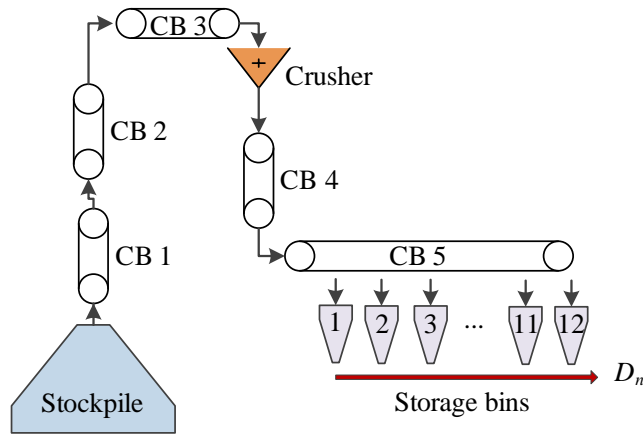 CB 3
+
Crusher
CB 2
CB 4
CB 1
CB 5
1 2 3 ... 11 12
Stockpile
Storage bins
Dn